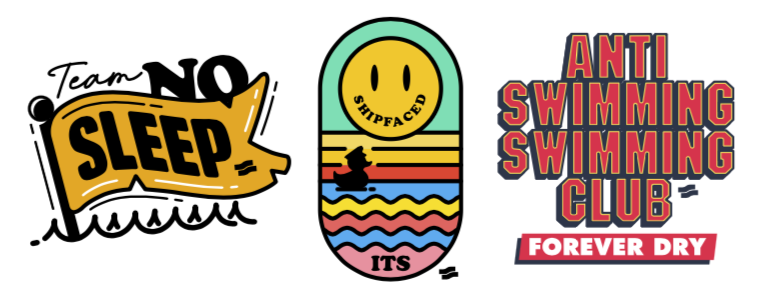 Team NO
SLEEP
SHIPFACED
ITS
ANTI
SWIMMING
SWIMMING
CLUB
FOREVER DRY